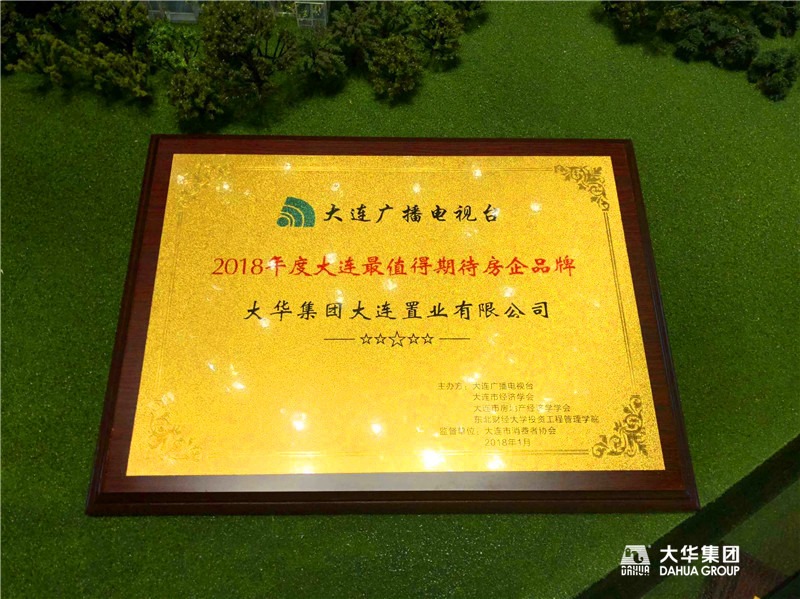 大连广播电视台
2018年度大连最值得期待房企品牌
大华集团大连置业有限公司
主办方：大连广播电视台
大连市经济学会
大连市房地产经济学学会
东北财经大学投资工程管理学院
监督单位：大连市消费者协会
2018年1月
大华集团
DAHUA
DAHUA GROUP